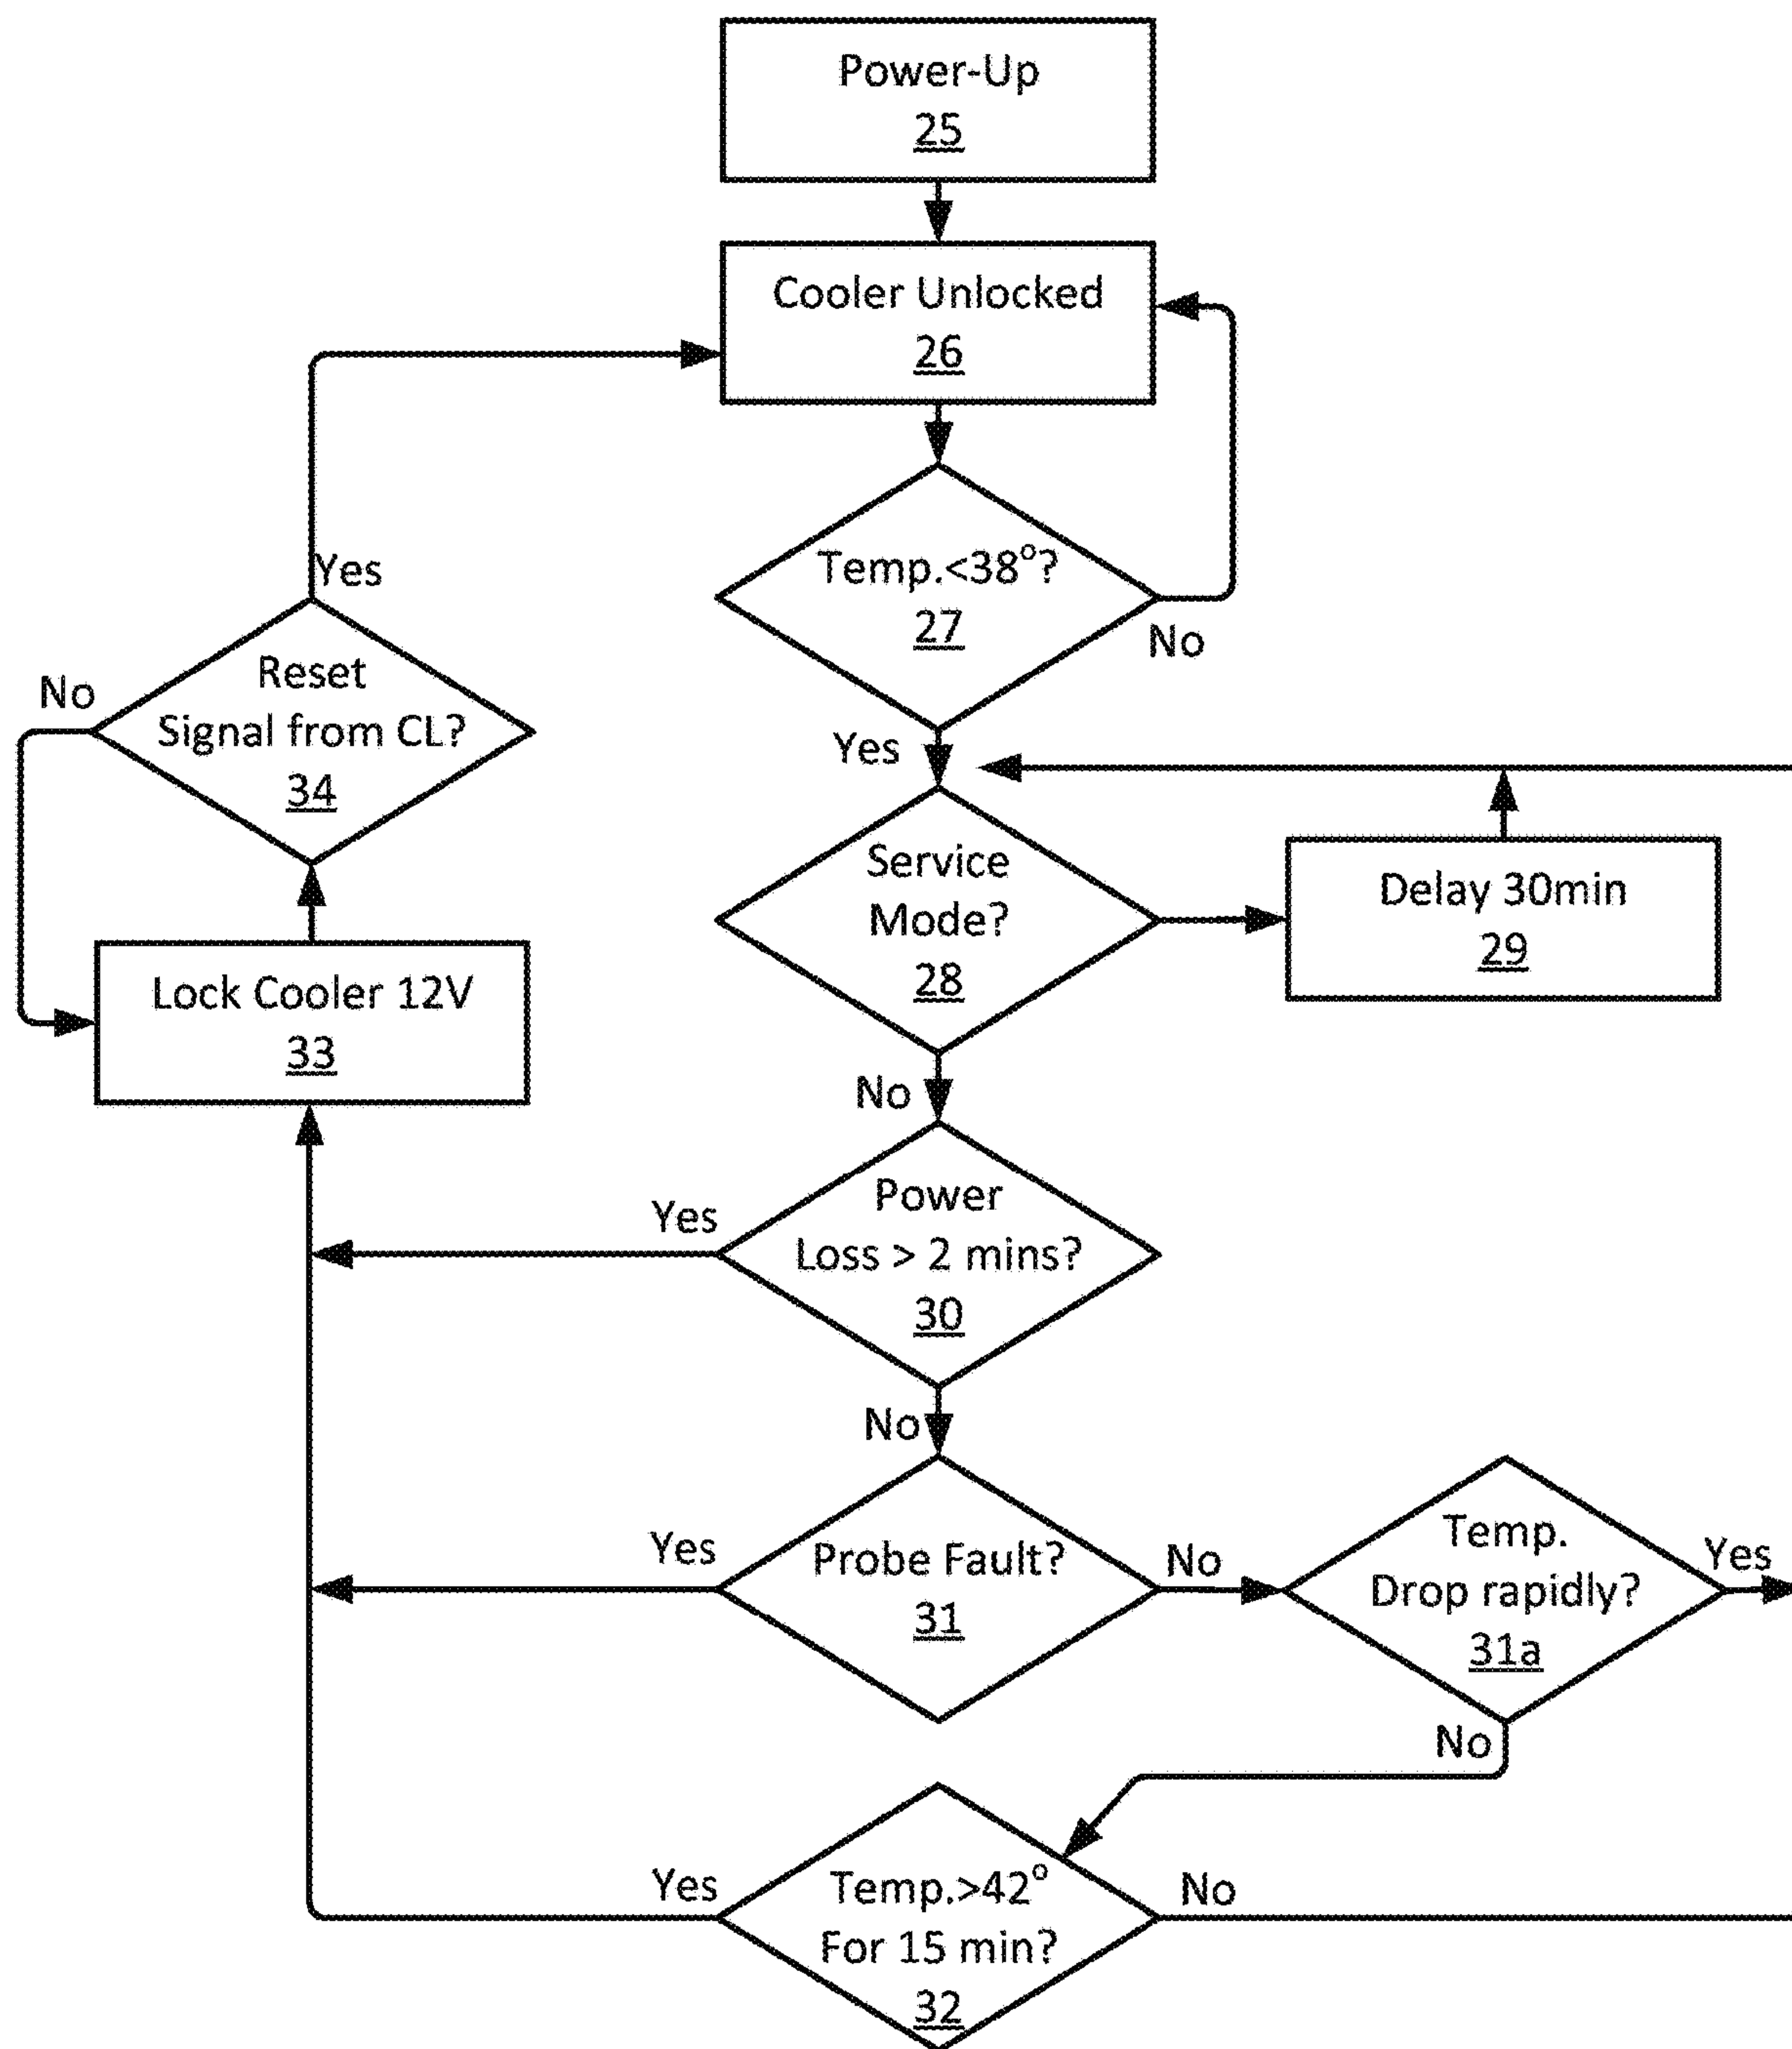 Power-Up
25
Cooler Unlocked
26
Temp.<38°?
27
No
Yes
Yes
Reset
Signal from CL?
34
No
Service
Mode?
28
Delay 30min
29
Lock Cooler 12V
33
No
Power
Loss > 2 mins?
30
Yes
No
Probe Fault?
31
Yes
No
Temp.
Drop rapidly?
31a
Yes
No
Temp.>42°
For 15 min?
32
Yes
No